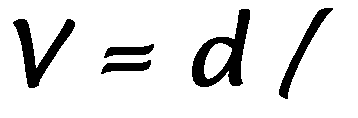 V = d /